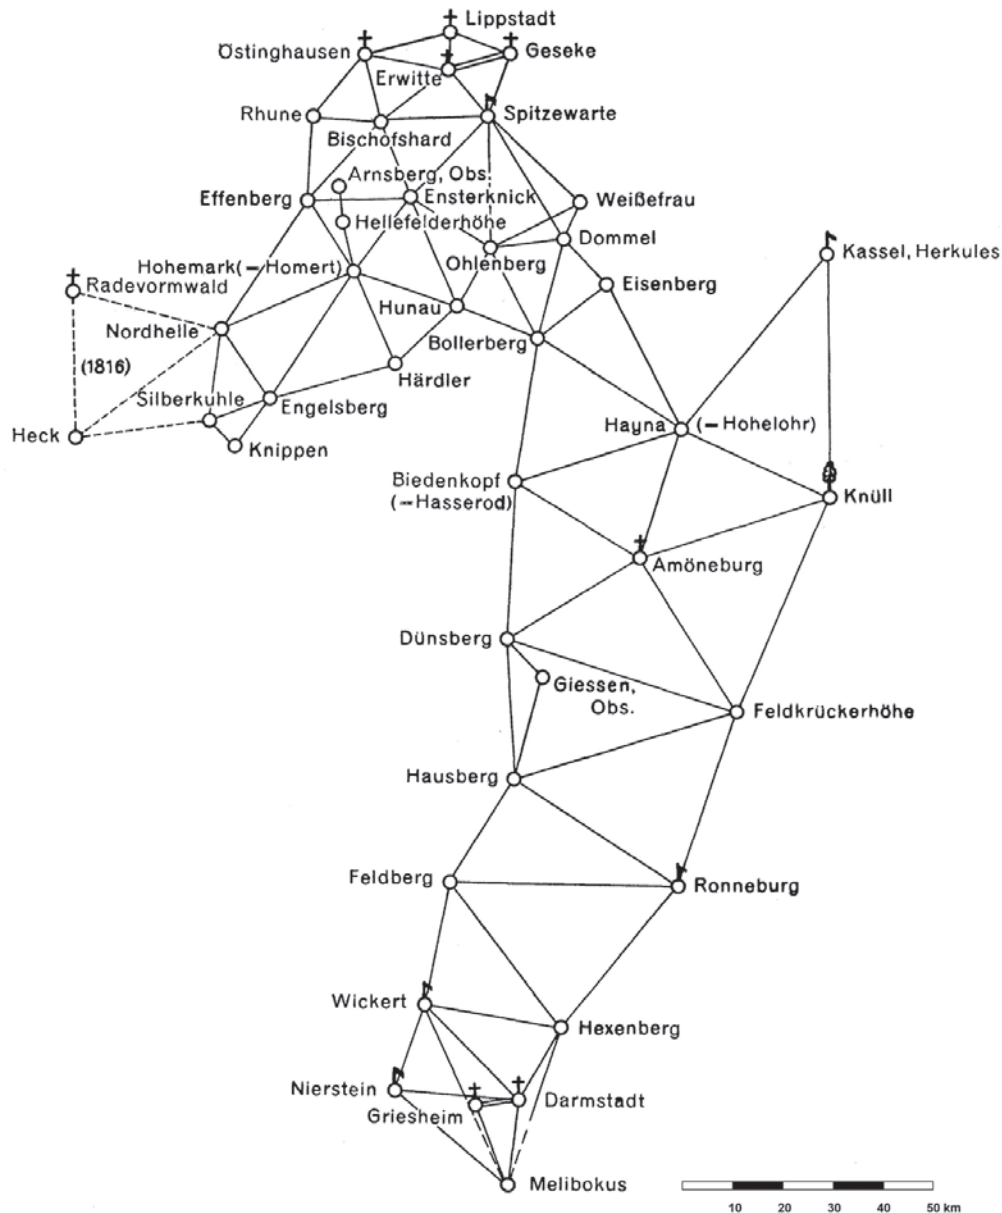 Lippstadt
Östinghausen
Geseke
Erwitte
Rhune
Spitzewarte
Bischofshard
Arnsberg, Obs.
Effenberg
Ensterknick
Weißefrau
Hellefelderhöhe
Dommel
Kassel, Herkules
Hohemark(—Homert)
Ohlenberg
Radevormwald
Eisenberg
Hunau
Nordhelle
Bollerberg
(1816)
Härdler
Silberkuhle
Engelsberg
Heck
Hayna (—Hohelohr)
Knippen
Biedenkopf
(—Hasserod)
Knüll
Amöneburg
Dünsberg
Giessen,
Obs.
Feldkrückerhöhe
Hausberg
Feldberg
Ronneburg
Wickert
Hexenberg
Nierstein
Darmstadt
Griesheim
Melibokus
10 20 30 40 50 km